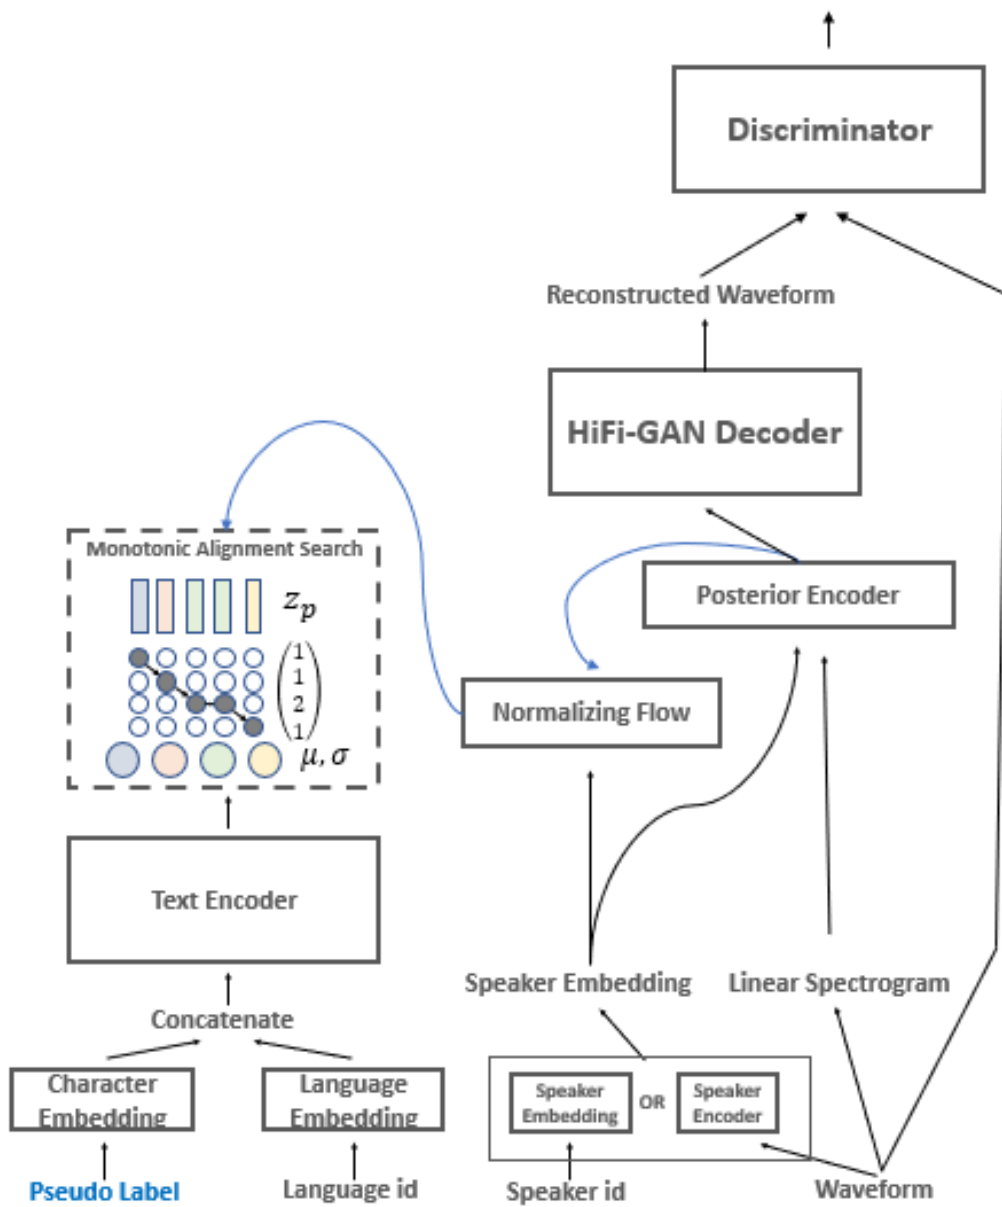 Discriminator
Reconstructed Waveform
HiFi-GAN Decoder
Monotonic Alignment Search
z_p
1
1
2
1
μ, σ
Posterior Encoder
Normalizing Flow
Text Encoder
Speaker Embedding
Linear Spectrogram
Concatenate
Character
Embedding
Language
Embedding
Speaker
Embedding
OR
Speaker
Encoder
Pseudo Label
Language id
Speaker id
Waveform